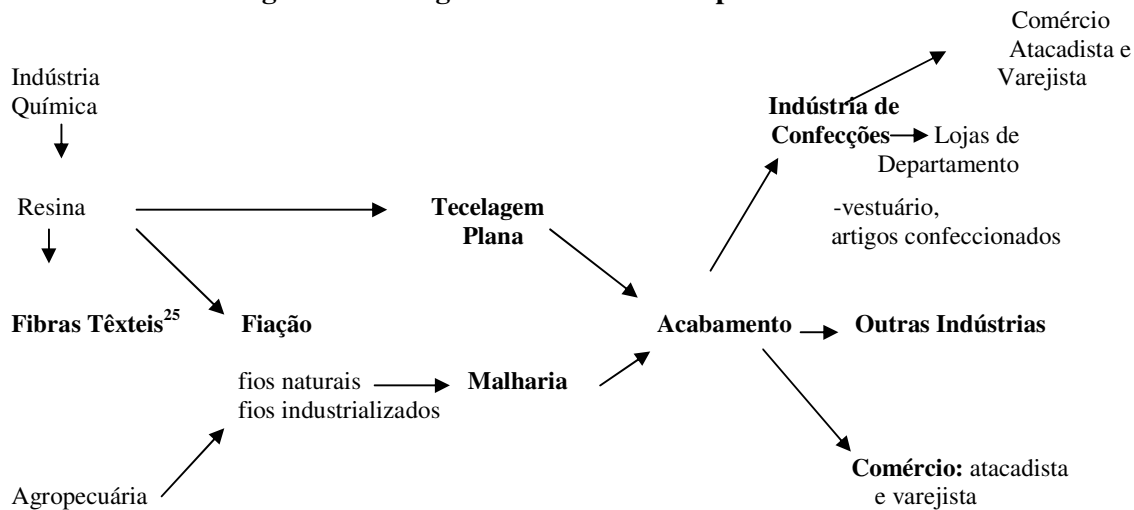 Comércio
Atacadista e
Varejista
Indústria
Química
Indústria de
Confecções
Lojas de
Departamento
Resina
Tecelagem
Plana
-vestuário,
artigos confeccionados
Fibras Têxteis25
Fiação
Acabamento
Outras Indústrias
fios naturais
fios industrializados
Malharia
Comércio: atacadista
e varejista
Agropecuária